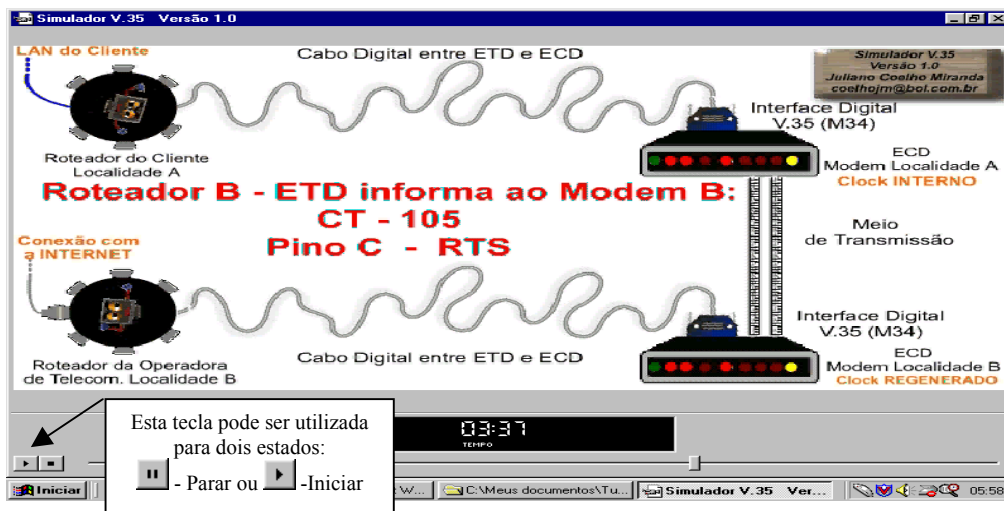 Simulador V.35 Versão 1.0
LAN do Cliente
Cabo Digital entre ETD e ECD
Simulador V.35
Versão 1.0
Juliano Coelho Miranda
coelhojm@bol.com.br
Interface Digital
V.35 (M34)
Roteador do Cliente
Localidade A
ECD
Modem Localidade A
Clock INTERNO
Roteador B - ETD informa ao Modem B:
CT - 105
Pino C - RTS
Meio
de Transmissão
Conexão com
a INTERNET
Interface Digital
V.35 (M34)
Roteador da Operadora
de Telecom. Localidade B
Cabo Digital entre ETD e ECD
ECD
Modem Localidade B
Clock REGENERADO
Esta tecla pode ser utilizada
para dois estados:
- Parar ou -Iniciar
03:37
TEMPO
Iniciar
W...
C:\Meus documentos\Tu...
Simulador V.35 Ver...
05:58